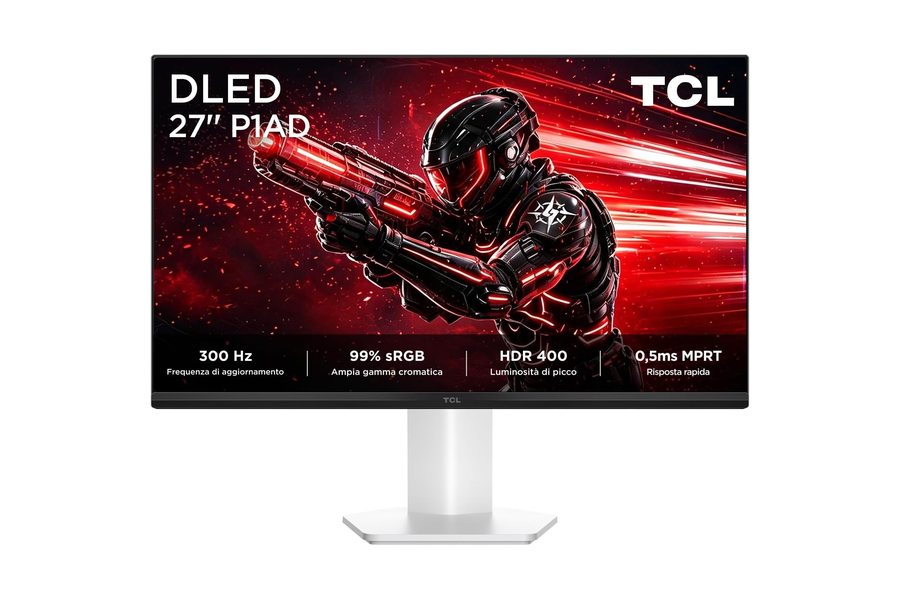 DLED
27" P1AD
TCL
300 Hz
Frequenza di aggiornamento
99% sRGB
Ampia gamma cromatica
HDR 400
Luminosità di picco
0,5ms MPRT
Risposta rapida
TCL